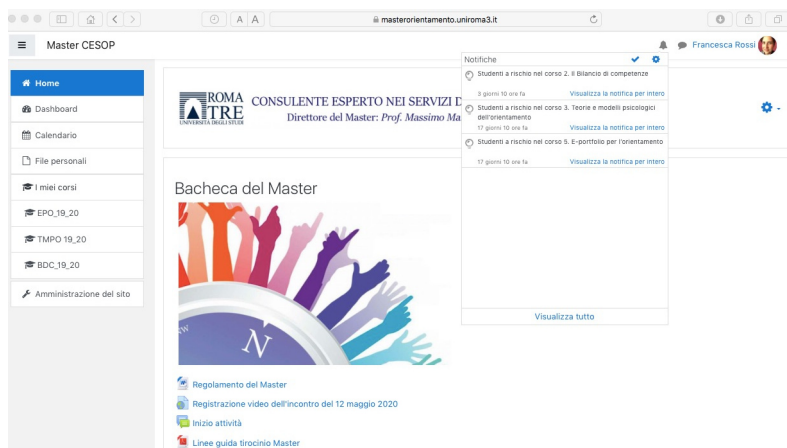 A A
masterorientamento.uniroma3.it
Master CESOP
Francesca Rossi
Home
Dashboard
Calendario
File personali
I miei corsi
EPO_19_20
TMPO 19_20
BDC_19_20
Amministrazione del sito
ROMA
TRE
UNIVERSITÀ DEGLI STUDI
CONSULENTE ESPERTO NEI SERVIZI D
Direttore del Master: Prof. Massimo Ma
Notifiche
Studenti a rischio nel corso 2. Il Bilancio di competenze
3 giorni 10 ore fa Visualizza la notifica per intero
Studenti a rischio nel corso 3. Teorie e modelli psicologici
dell'orientamento
17 giorni 10 ore fa Visualizza la notifica per intero
Studenti a rischio nel corso 5. E-portfolio per l'orientamento
17 giorni 10 ore fa Visualizza la notifica per intero
Visualizza tutto
Bacheca del Master
NW
N
Regolamento del Master
Registrazione video dell'incontro del 12 maggio 2020
Inizio attività
Linee guida tirocinio Master